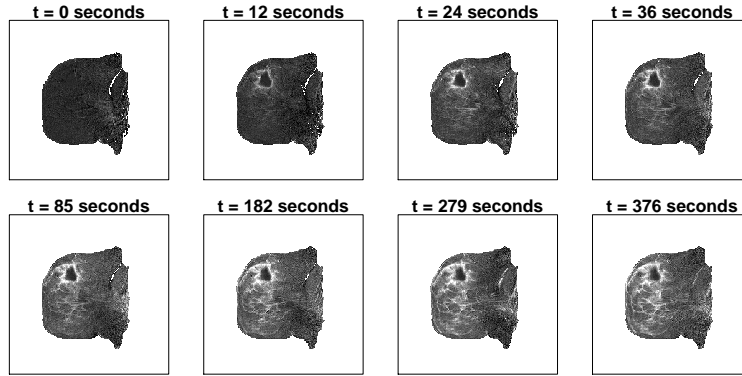 t = 0 seconds
t = 12 seconds
t = 24 seconds
t = 36 seconds
t = 85 seconds
t = 182 seconds
t = 279 seconds
t = 376 seconds